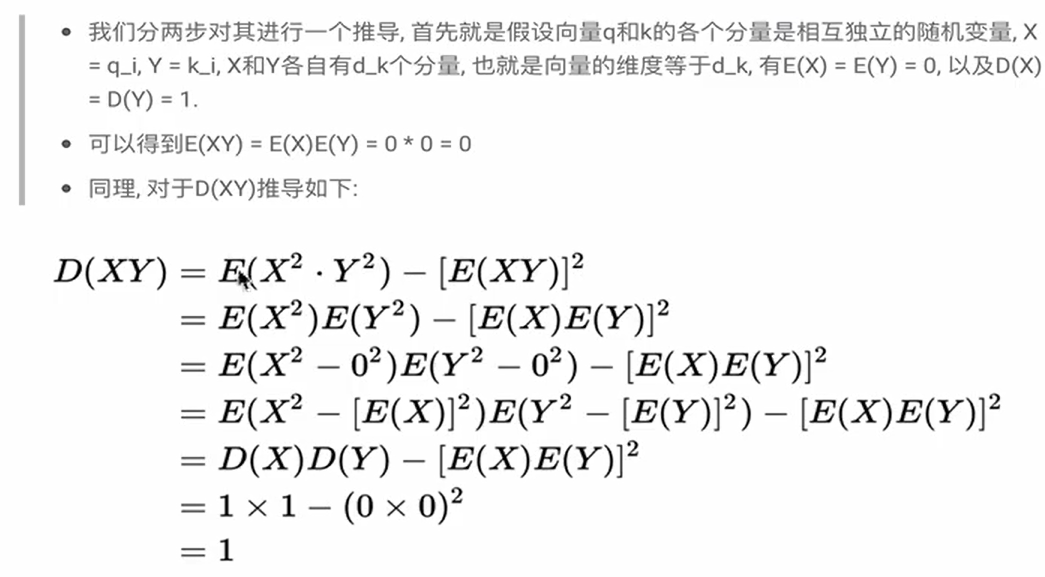 我们分两步对其进行一个推导, 首先就是假设向量q和k的各个分量是相互独立的随机变量, X
= q_i, Y = k_i, X和Y各自有d_k个分量, 也就是向量的维度等于d_k, 有E(X) = E(Y) = 0, 以及D(X)
= D(Y) = 1.
可以得到E(XY) = E(X)E(Y) = 0 * 0 = 0
同理, 对于D(XY)推导如下:
D(XY) = E(X² · Y²) − [E(XY)]²
= E(X²)E(Y²) − [E(X)E(Y)]²
= E(X² − 0²)E(Y² − 0²) − [E(X)E(Y)]²
= E(X² − [E(X)]²)E(Y² − [E(Y)]²) − [E(X)E(Y)]²
= D(X)D(Y) − [E(X)E(Y)]²
= 1 × 1 − (0 × 0)²
= 1